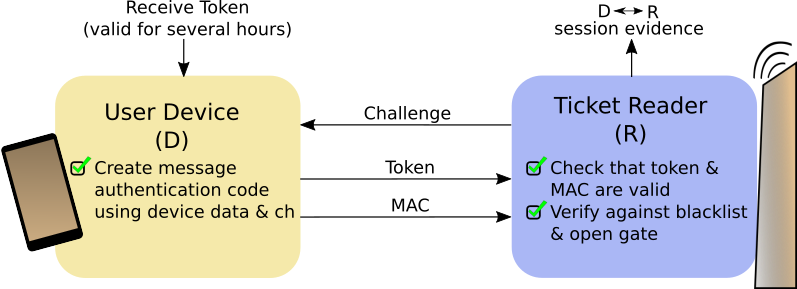 Receive Token
(valid for several hours)
D ↔ R
session evidence
User Device
(D)
Create message
authentication code
using device data & ch
Challenge
Token
MAC
Ticket Reader
(R)
Check that token &
MAC are valid
Verify against blacklist
& open gate